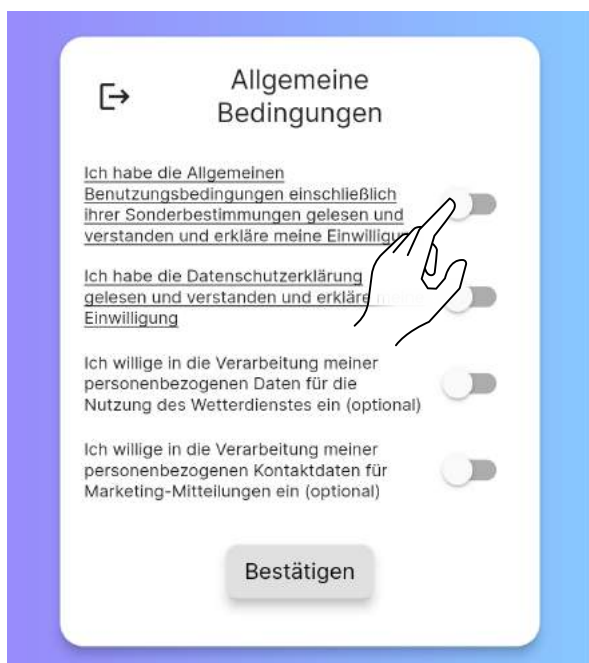 Allgemeine
Bedingungen
Ich habe die Allgemeinen
Benutzungsbedingungen einschließlich
ihrer Sonderbestimmungen gelesen und
verstanden und erkläre meine
Ich habe die Datenschutzerklärung
gelesen und verstanden und erkläre
Einwilligung
Ich willige in die Verarbeitung meiner
personenbezogenen Daten für die
Nutzung des Wetterdienstes ein (optional)
Ich willige in die Verarbeitung meiner
personenbezogenen Kontaktdaten für
Marketing-Mitteilungen ein (optional)
Bestätigen